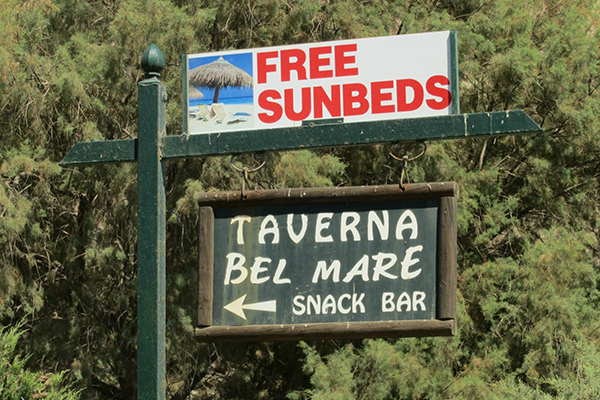 FREE
SUNBEDS
TAVERNA
BEL MARE
SNACK BAR